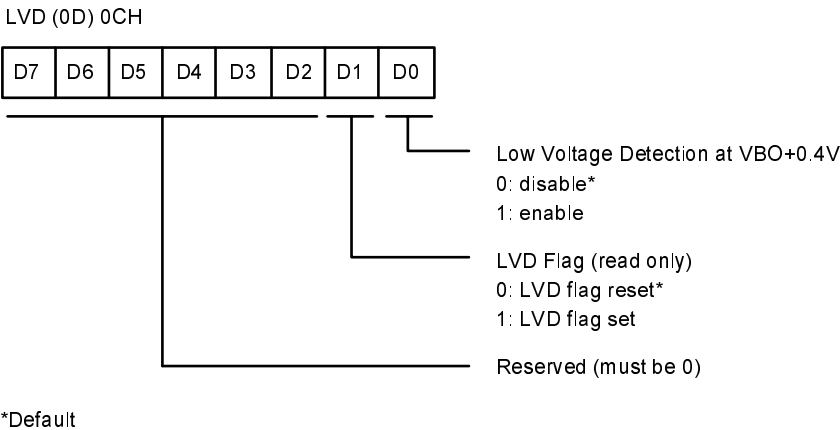 LVD (0D) 0CH
D7 D6 D5 D4 D3 D2 D1 D0
Low Voltage Detection at VBO+0.4V
0: disable*
1: enable
LVD Flag (read only)
0: LVD flag reset*
1: LVD flag set
Reserved (must be 0)
*Default